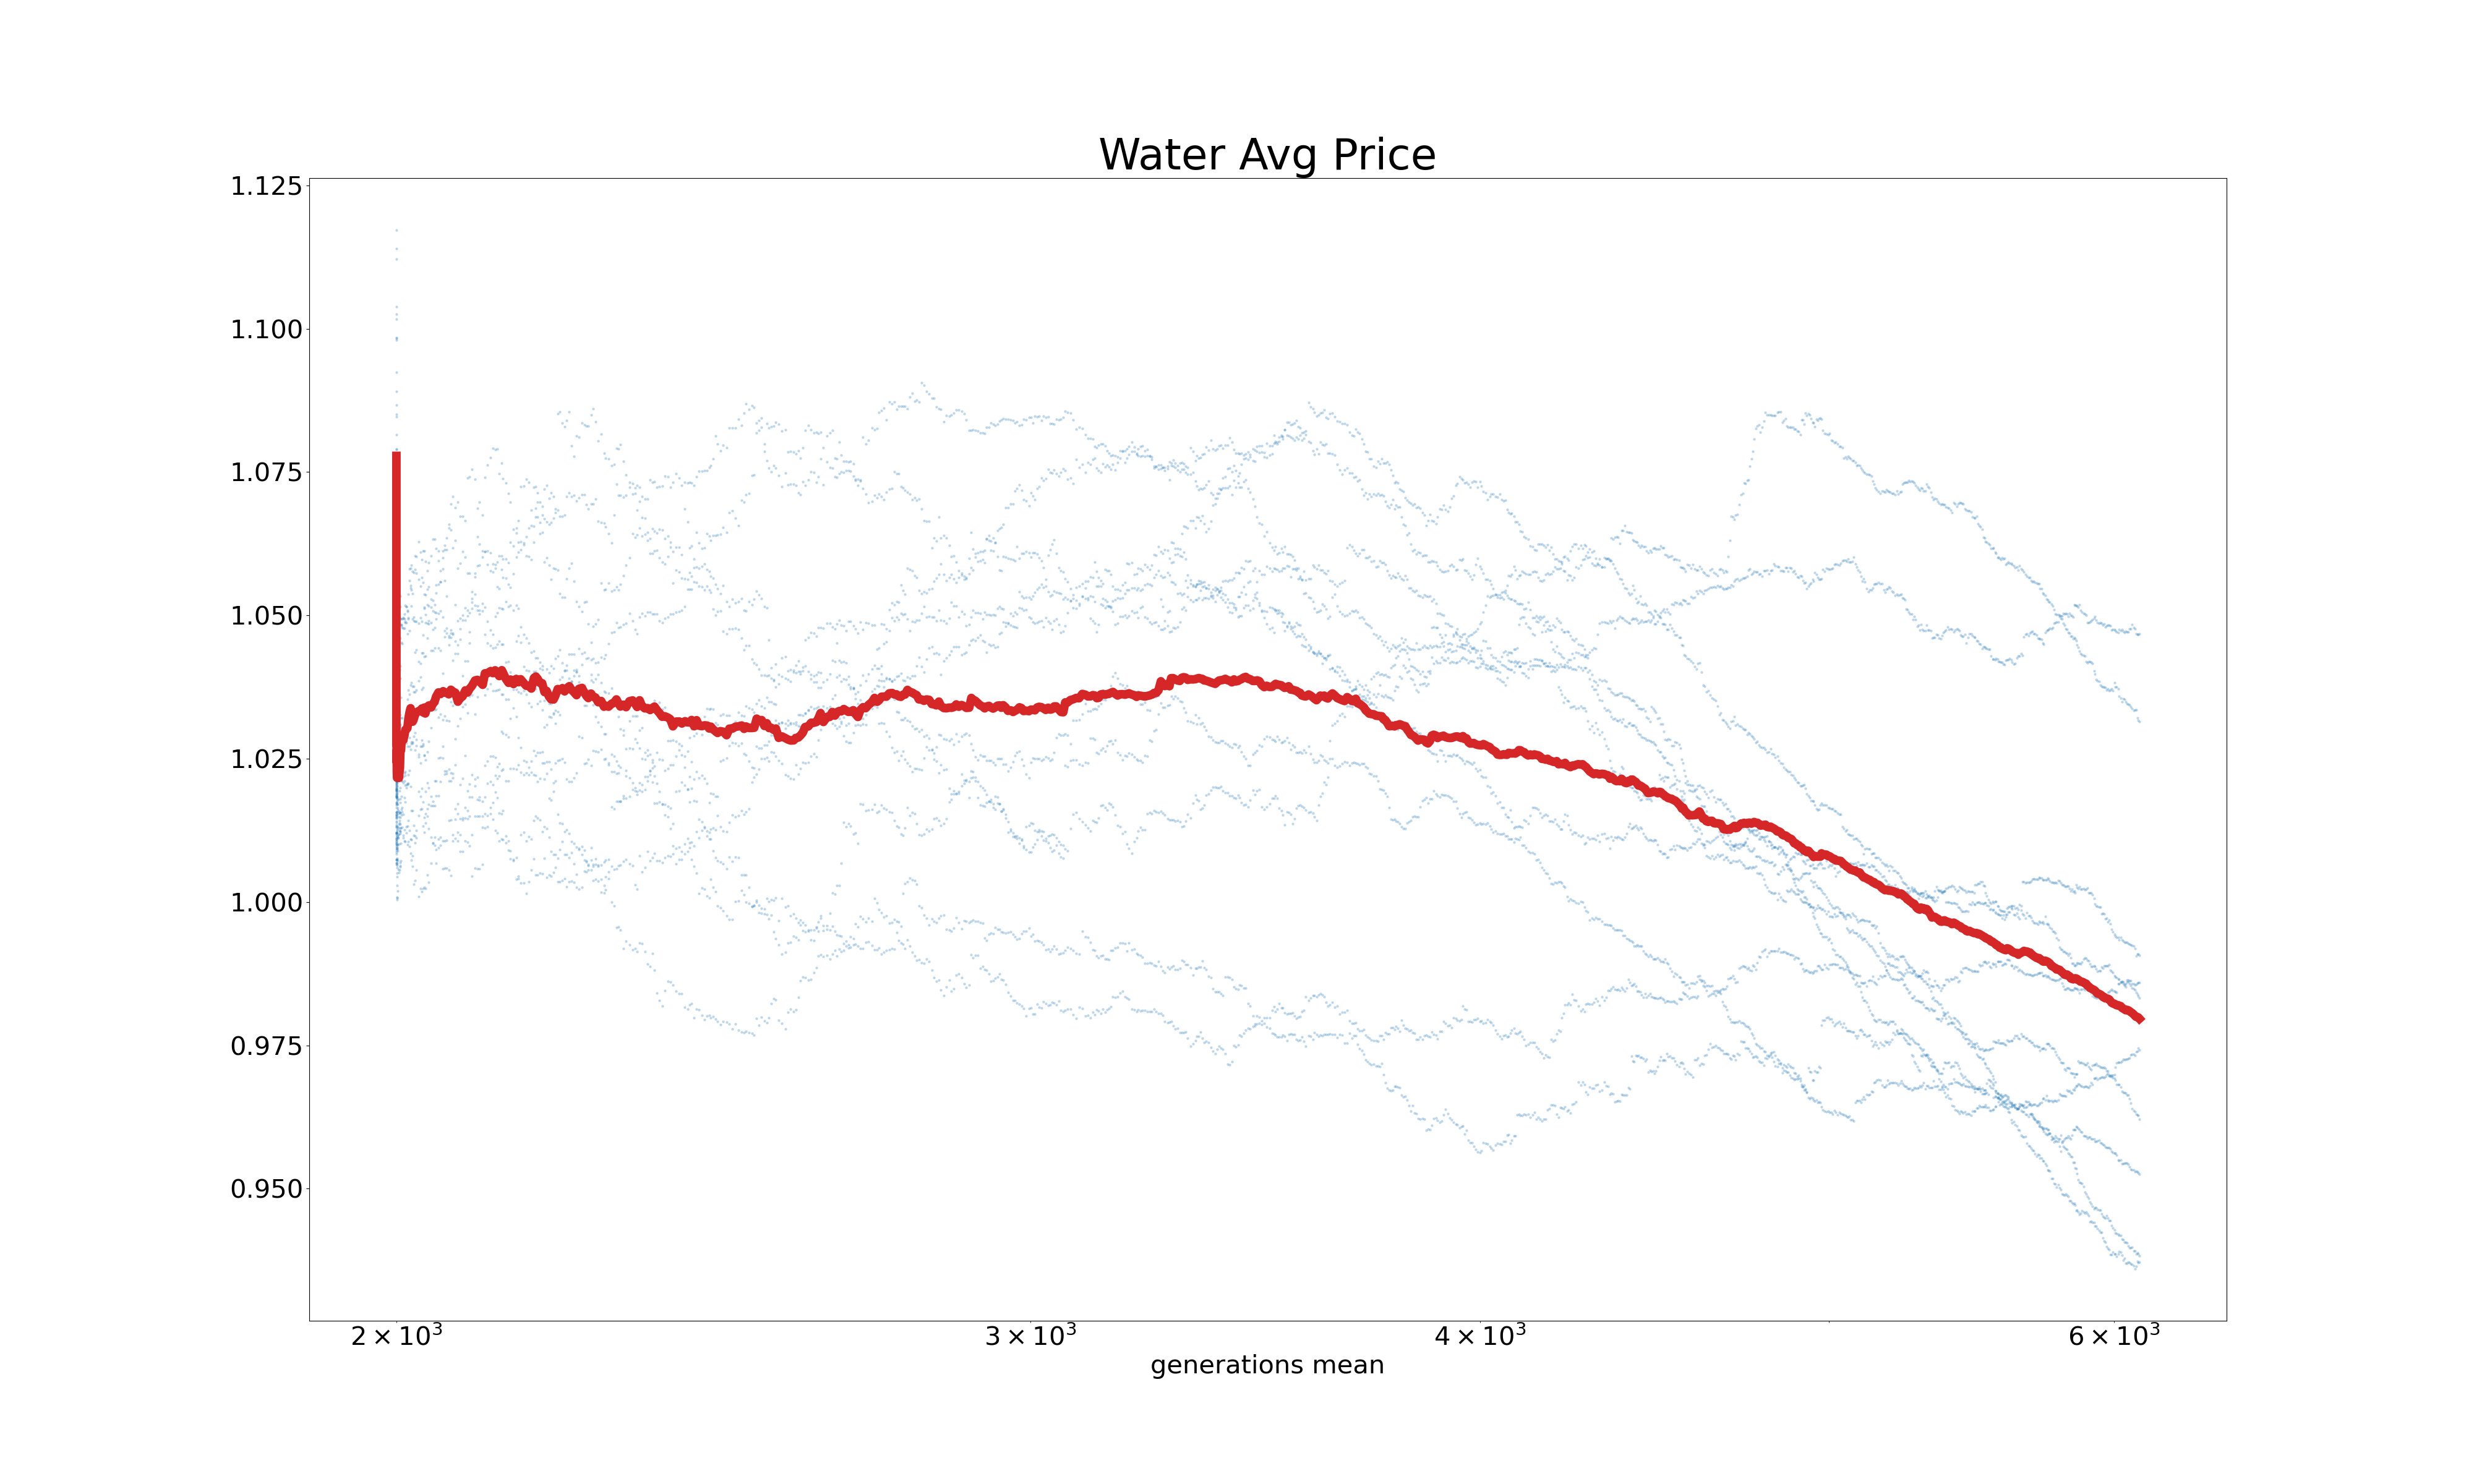 Water Avg Price
1.125
1.100
1.075
1.050
1.025
1.000
0.975
0.950
2 × 10³ 3 × 10³ 4 × 10³ 6 × 10³
generations mean